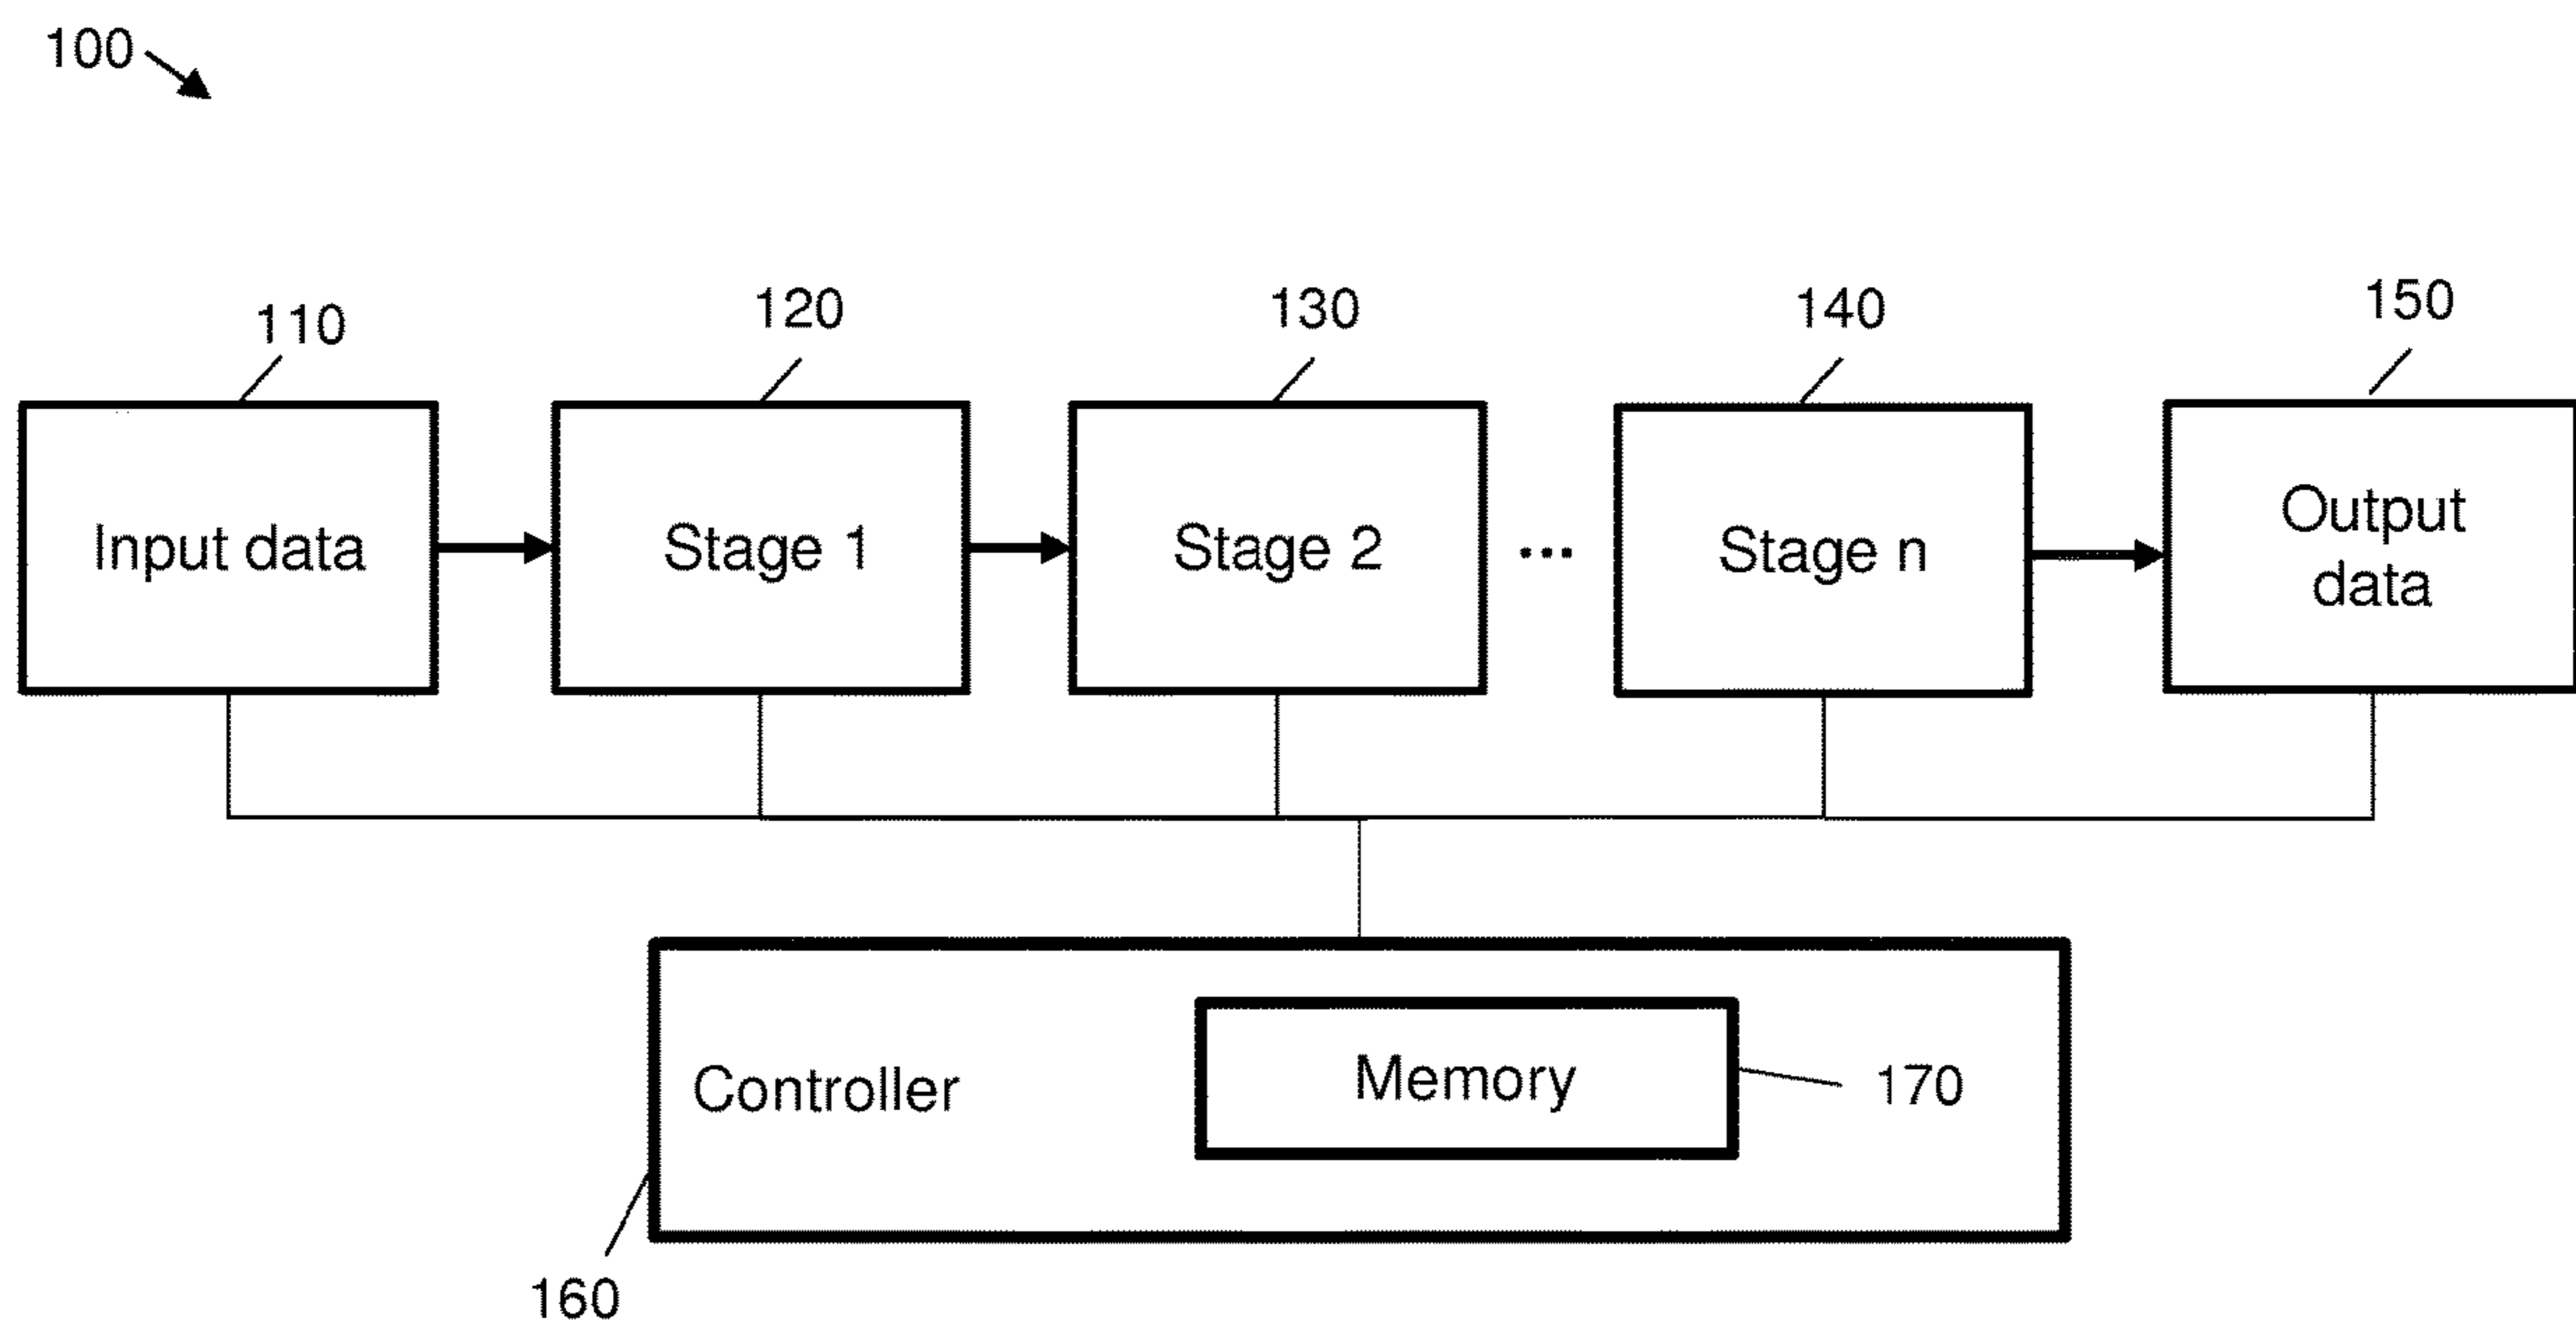 100
110
120
130
140
150
Input data
Stage 1
Stage 2
...
Stage n
Output
data
Controller
Memory
170
160